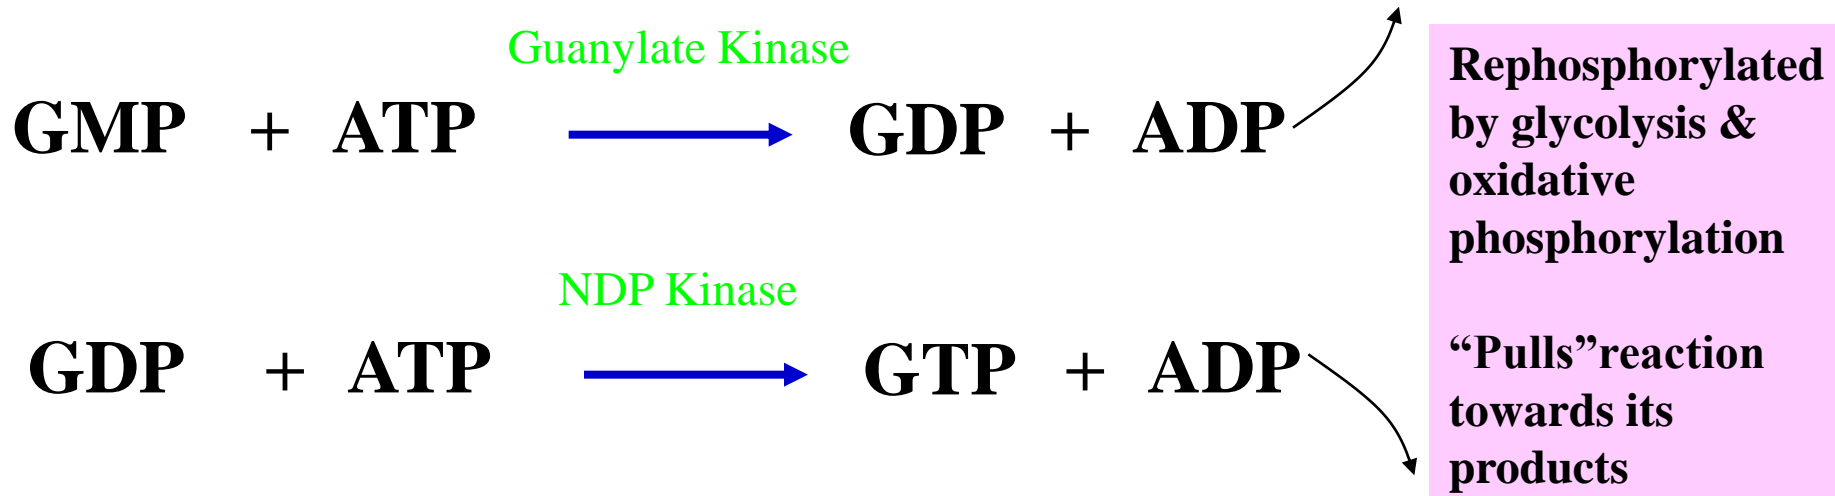 Guanylate Kinase
GMP + ATP GDP + ADP
NDP Kinase
GDP + ATP GTP + ADP
Rephosphorylated
by glycolysis &
oxidative
phosphorylation
“Pulls”reaction
towards its
products